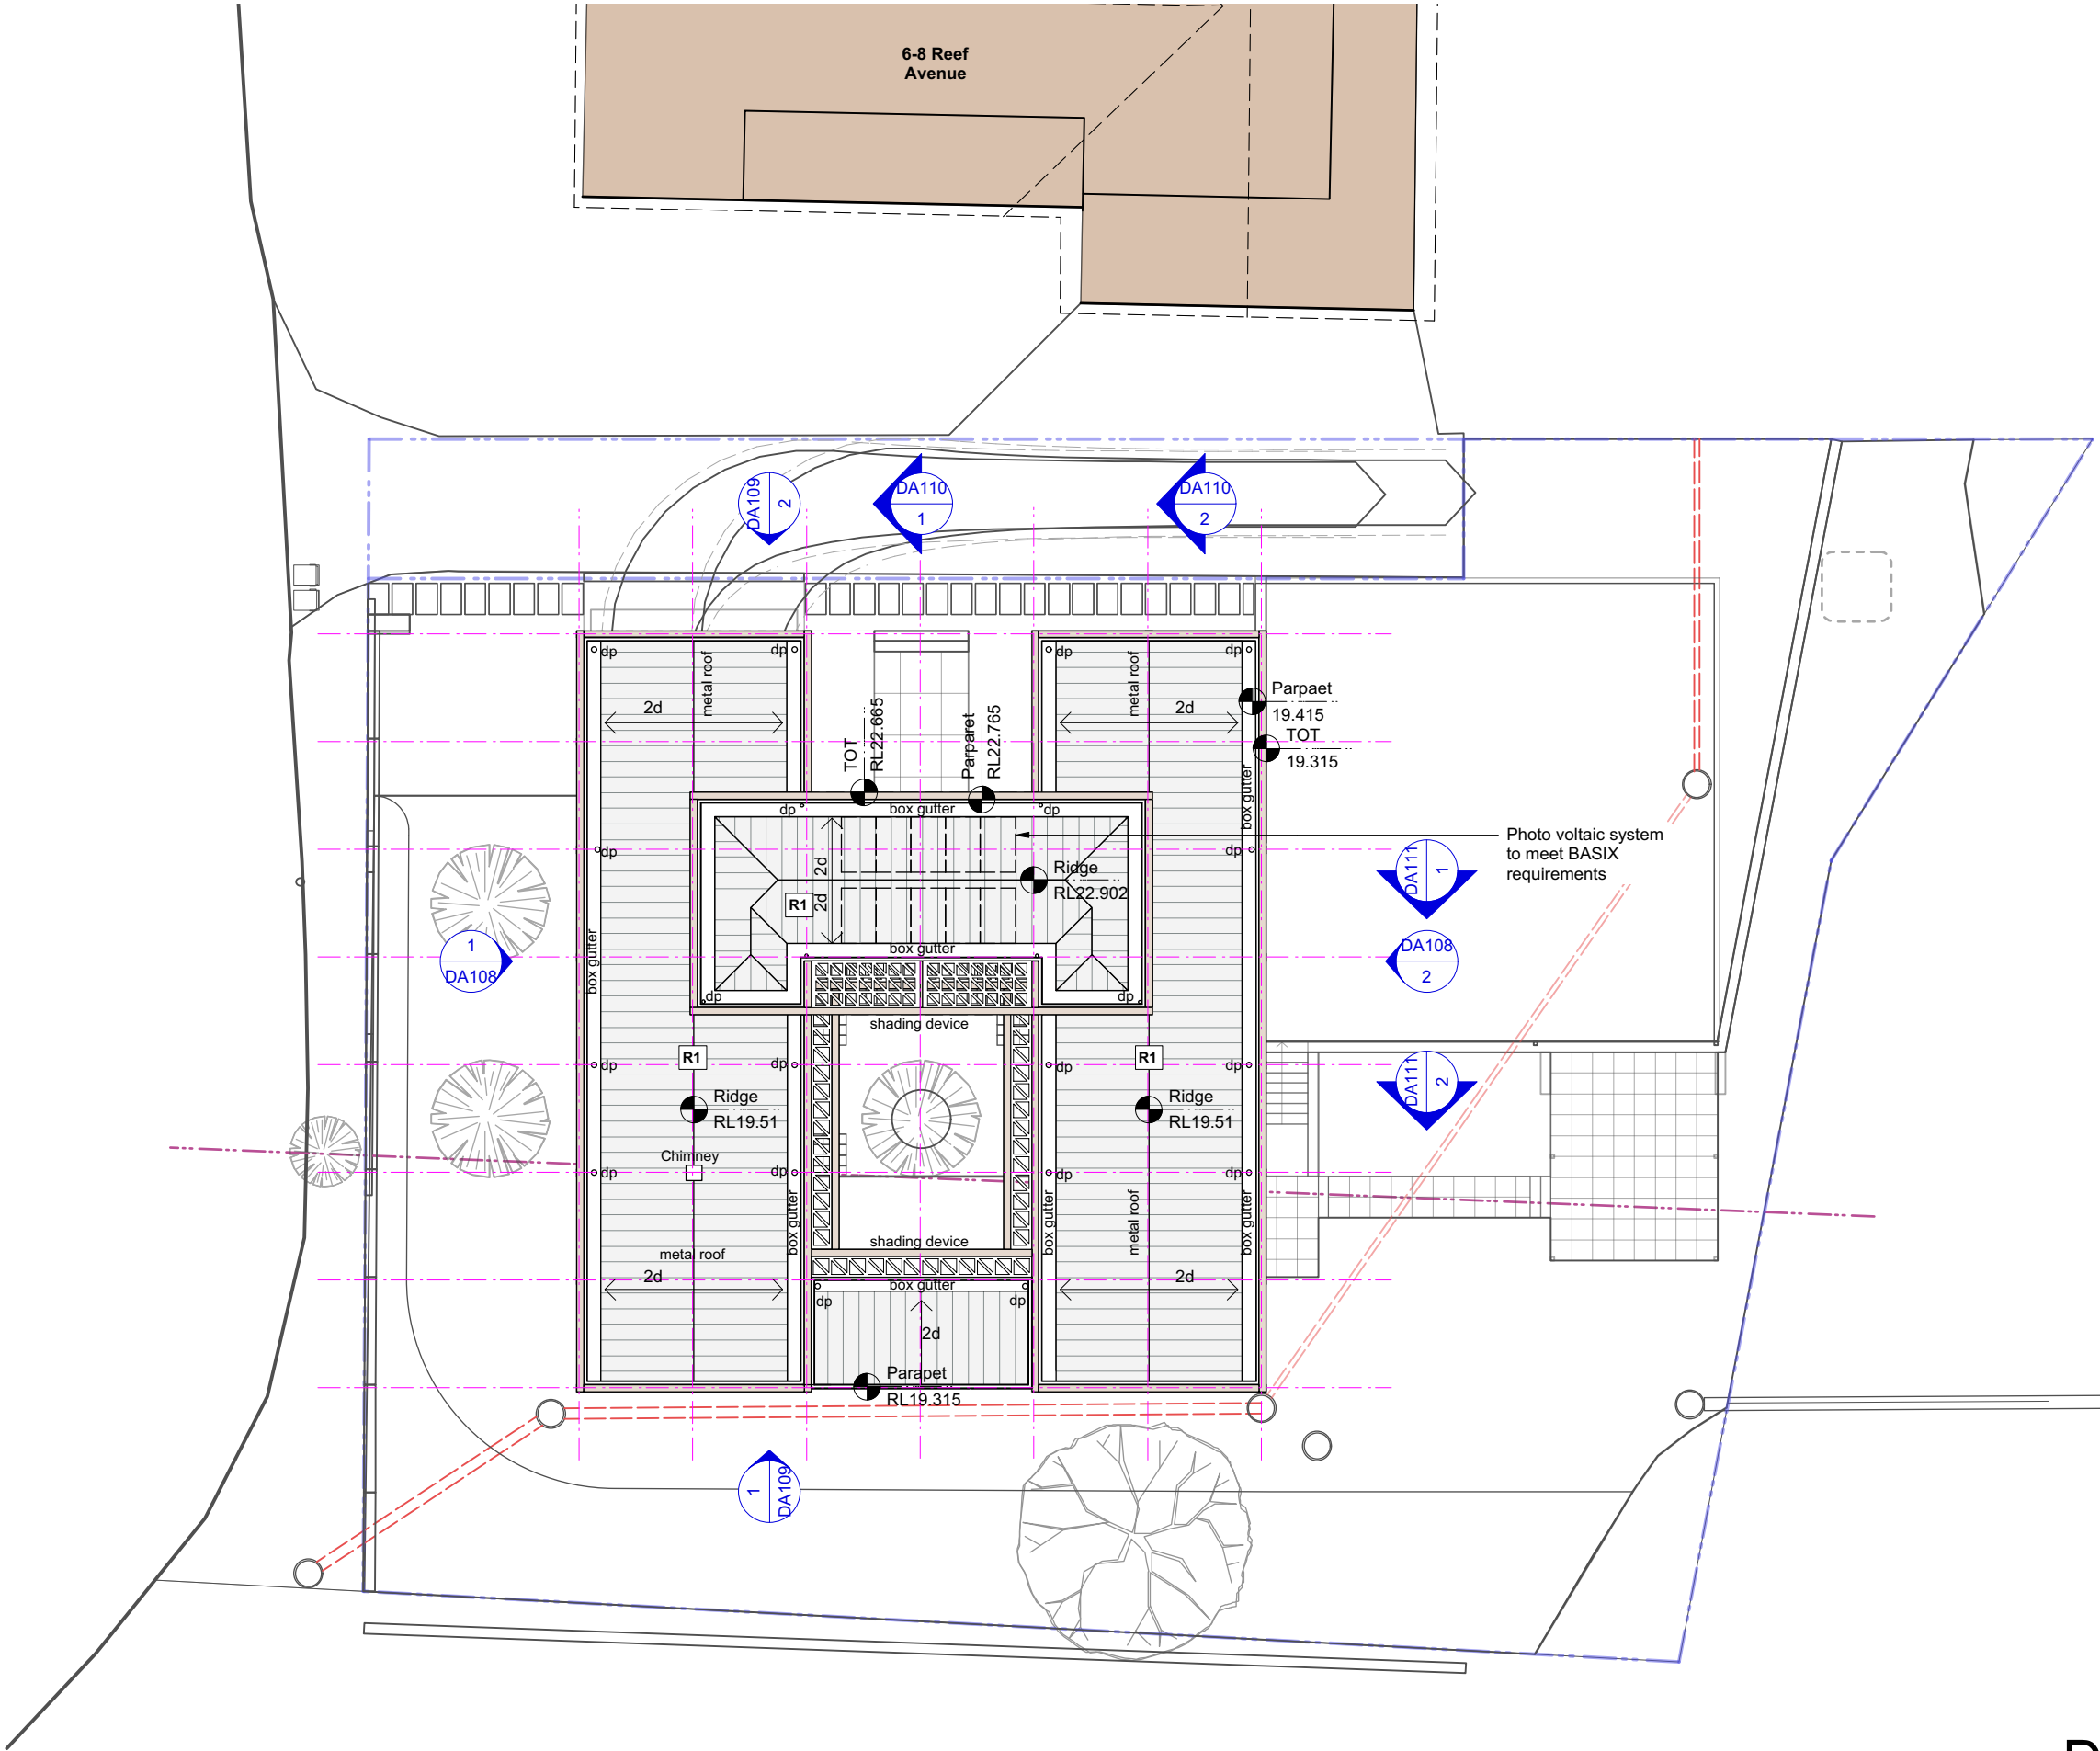 6-8 Reef
Avenue
DA109
2
DA110
1
DA110
2
dp
dp
dp
dp
metal roof
metal roof
2d
2d
Parpaet
19.415
TOT
19.315
TOT
RL22.665
Parparet
RL22.765
box gutter
dp
box gutter
dp
Photo voltaic system
to meet BASIX
requirements
dp
dp
2d
2d
Ridge
RL22.902
R1
DA111
1
1
DA108
DA108
2
box gutter
box gutter
dp
dp
shading device
R1
R1
dp
dp
dp
dp
DA111
2
Ridge
RL19.51
Ridge
RL19.51
Chimney
dp
dp
dp
dp
box gutter
box gutter
metal roof
box gutter
shading device
metal roof
2d
2d
box gutter
dp
dp
2d
Parapet
RL19.315
1
DA109